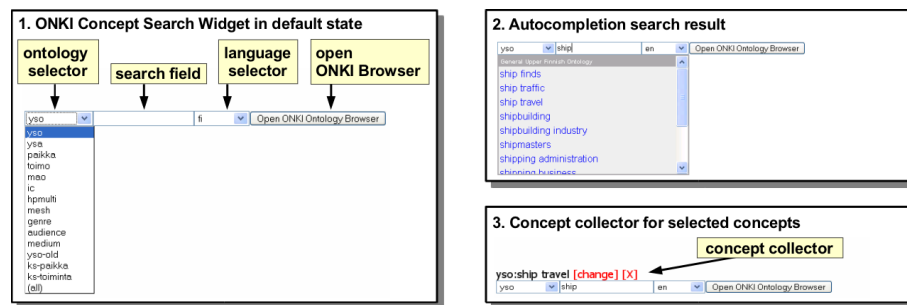 1. ONKI Concept Search Widget in default state
ontology selector
search field
language selector
open ONKI Browser
yso
fi
Open ONKI Ontology Browser
yso
ysa
paikka
toimo
mao
ic
hpmulti
mesh
genre
audience
medium
yso-old
ks-paikka
ks-toiminta
(all)
2. Autocompletion search result
yso
ship
en
Open ONKI Ontology Browser
General Upper Finnish Ontology
ship finds
ship traffic
ship travel
shipbuilding
shipbuilding industry
shipmasters
shipping administration
shipping business
3. Concept collector for selected concepts
concept collector
yso:ship travel [change] [X]
yso
ship
en
Open ONKI Ontology Browser